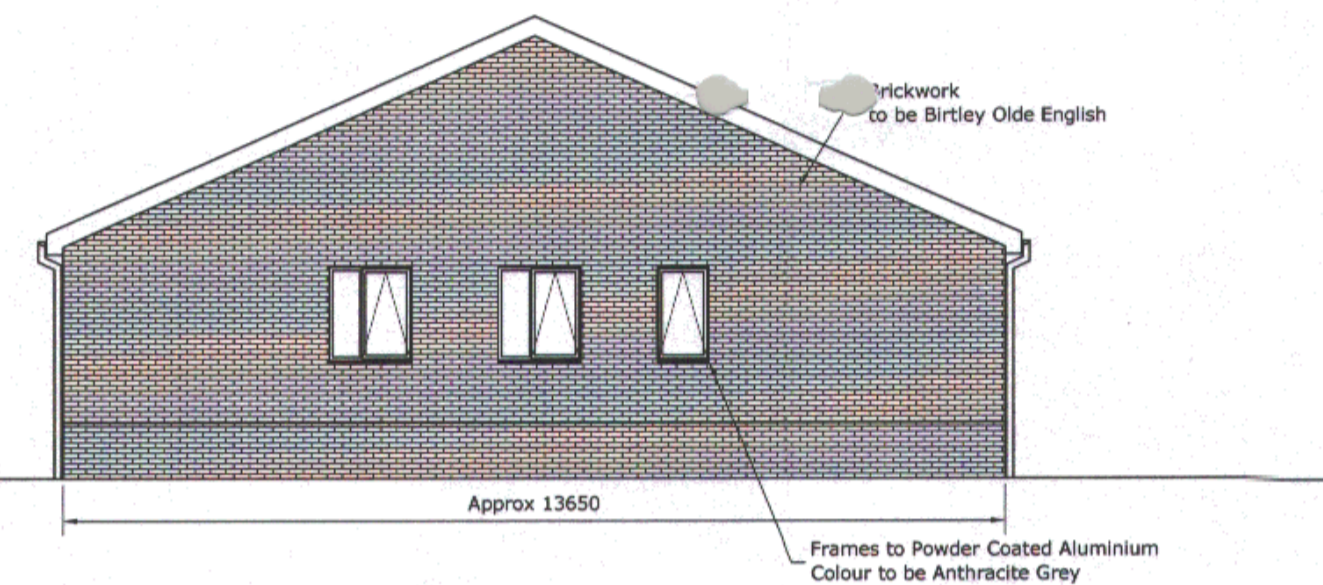 Brickwork
to be Birtley Olde English
Approx 13650
Frames to Powder Coated Aluminium
Colour to be Anthracite Grey